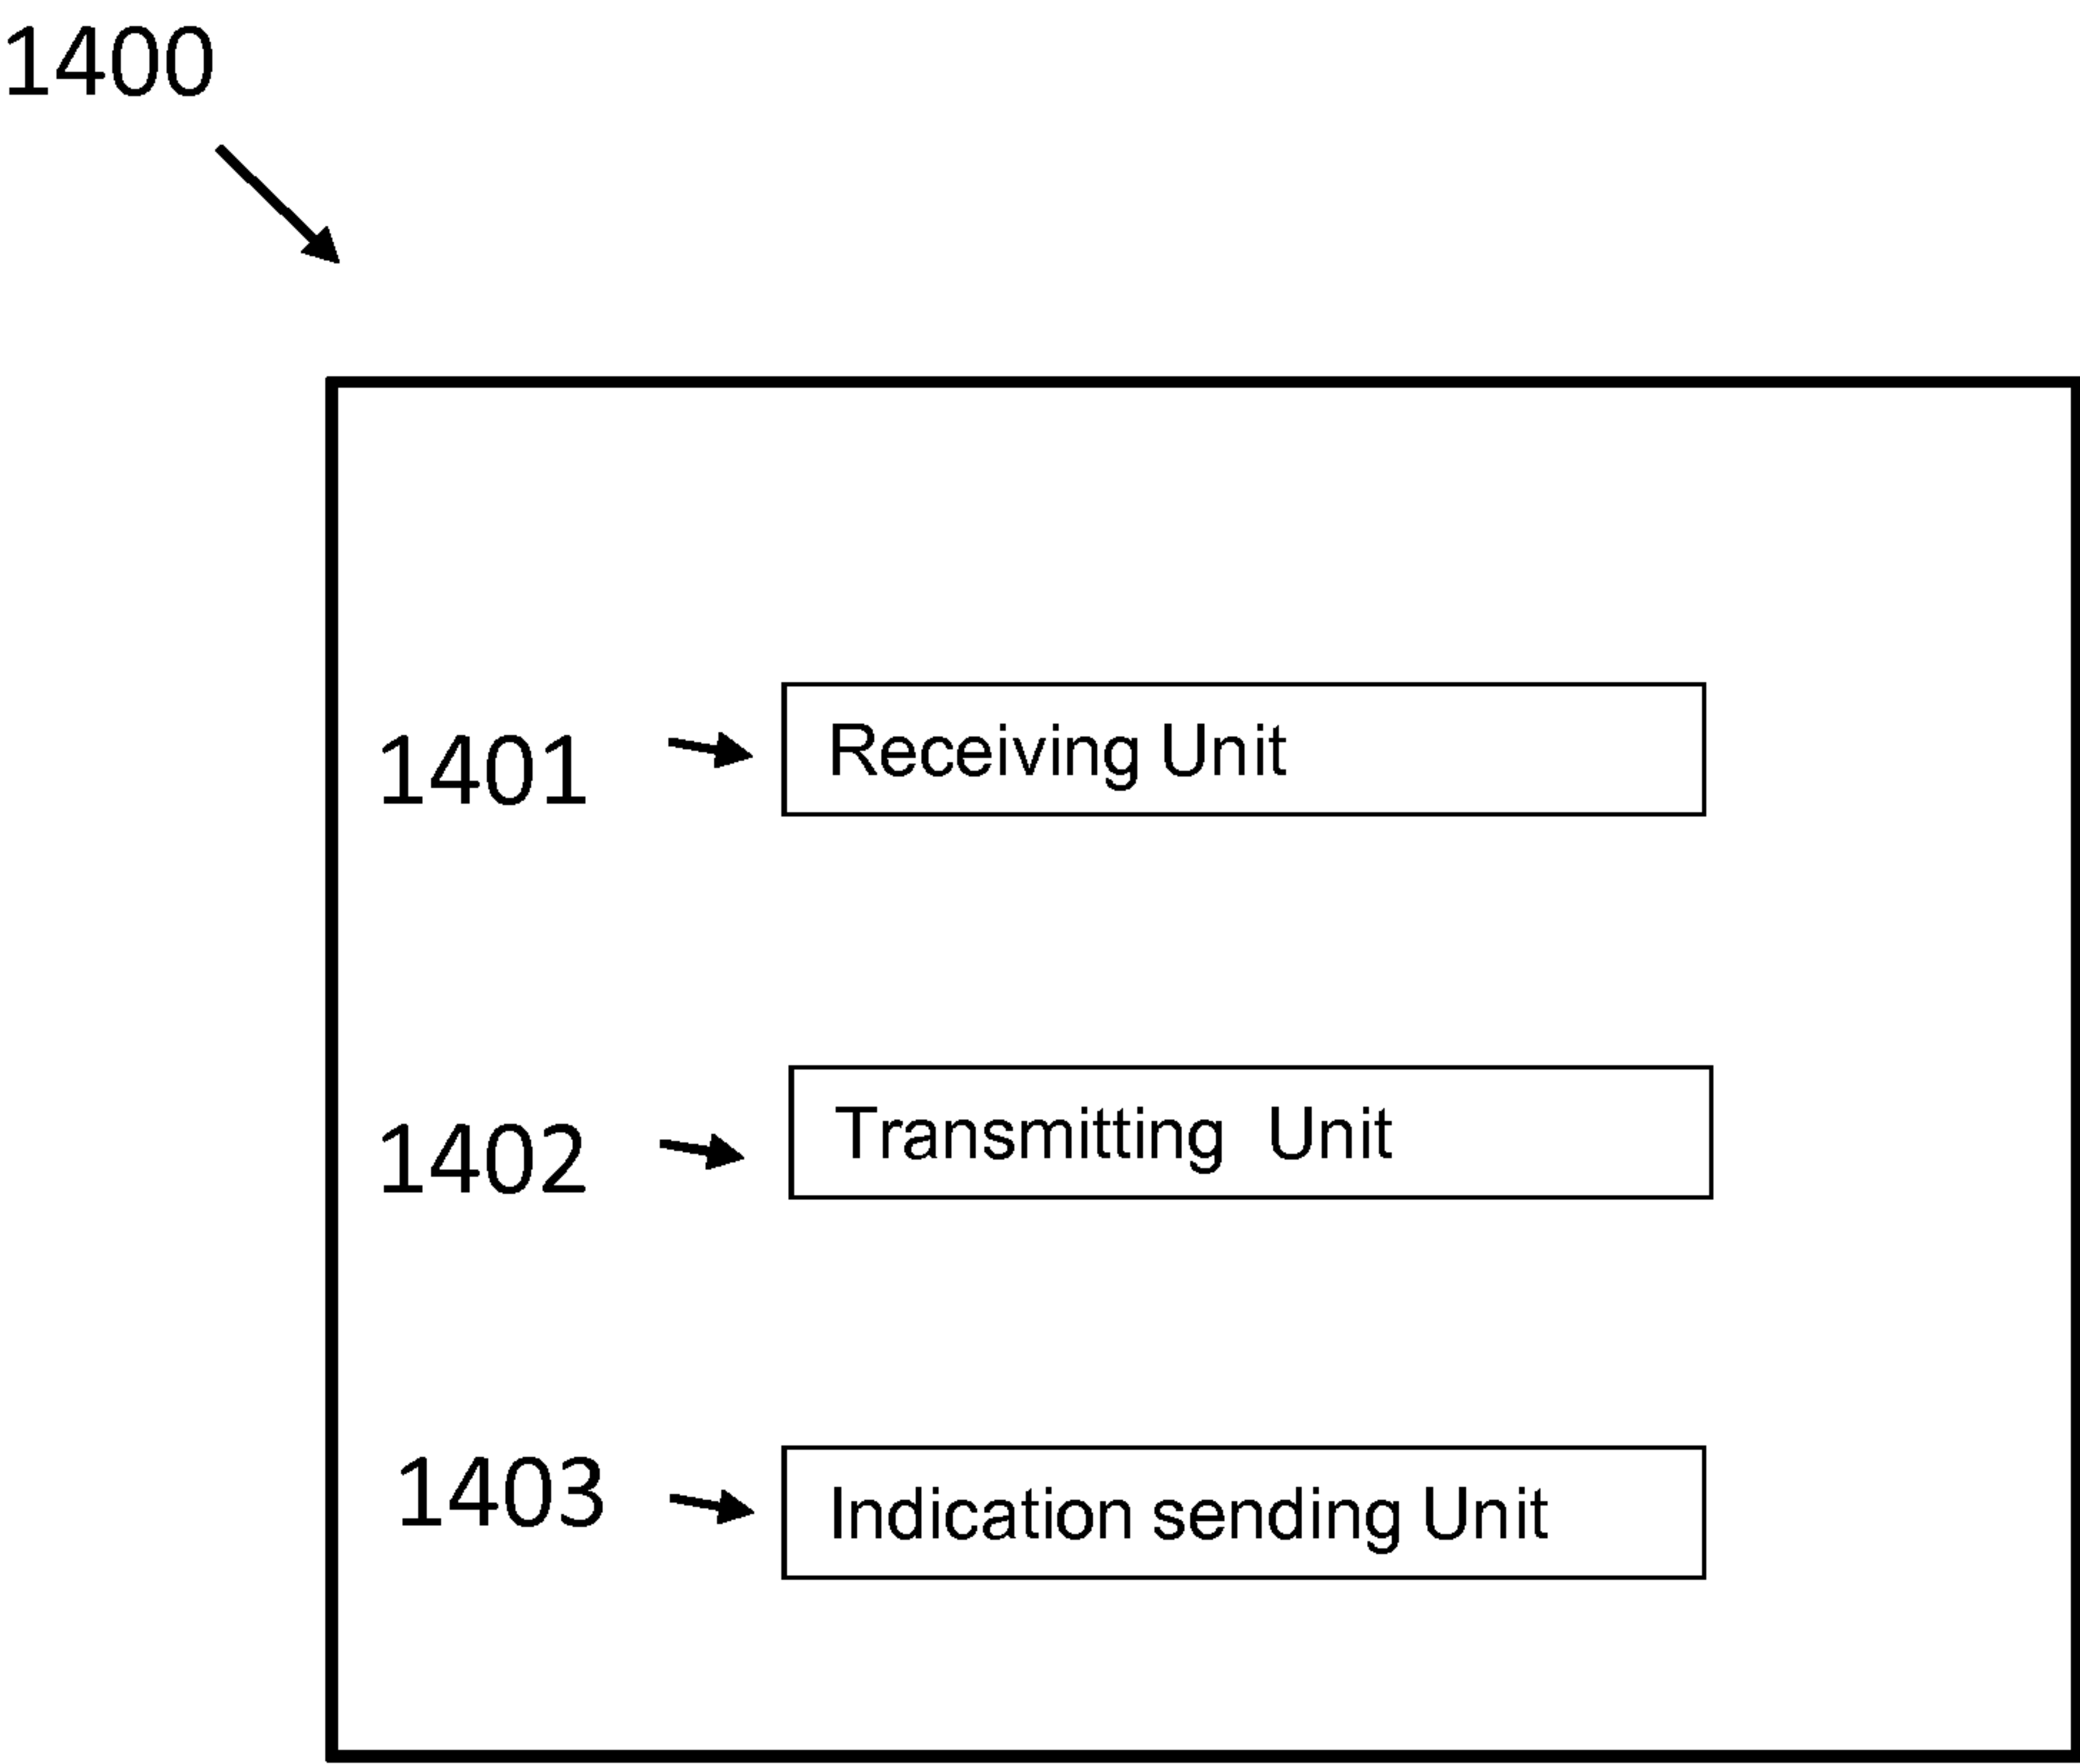 1400
1401 Receiving Unit
1402 Transmitting Unit
1403 Indication sending Unit